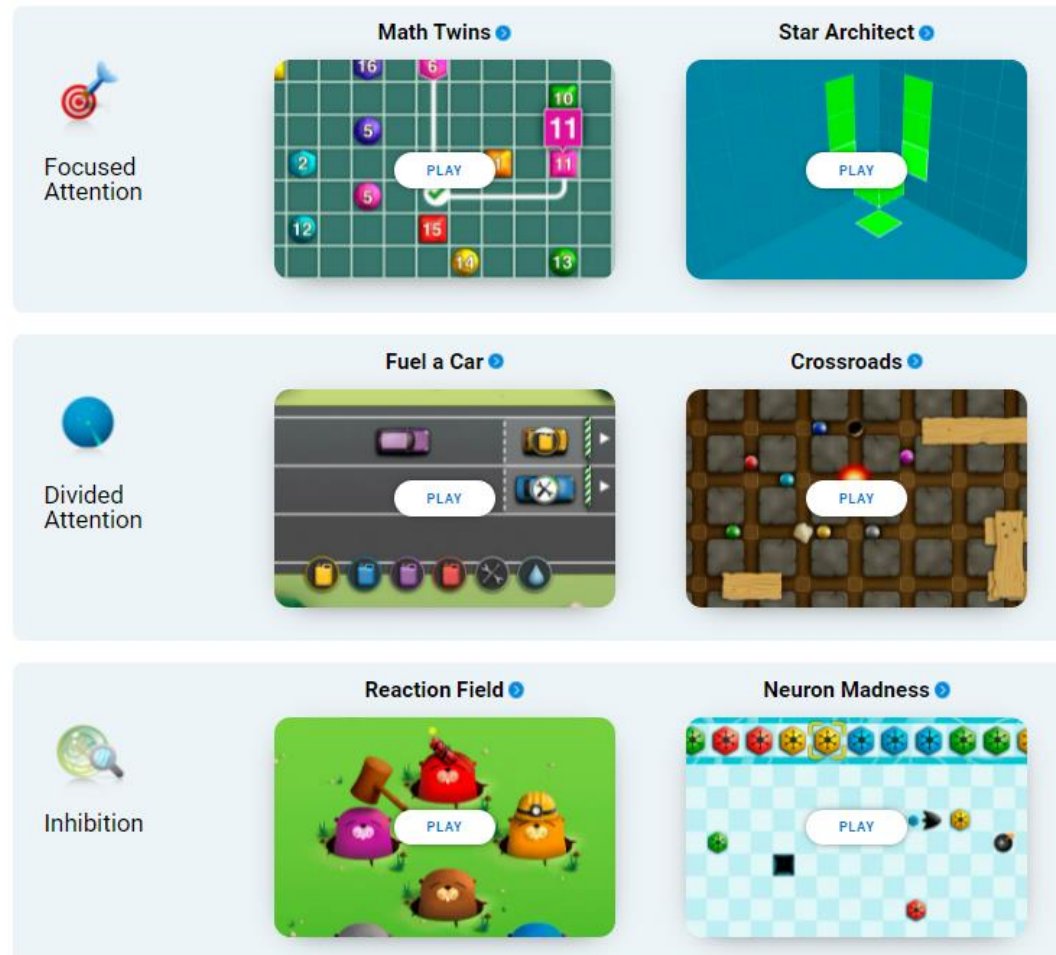 Math Twins
Star Architect
Focused
Attention
16
6
10
11
5
2
1
11
PLAY
PLAY
5
12
15
14
13
Fuel a Car
Crossroads
Divided
Attention
PLAY
PLAY
Reaction Field
Neuron Madness
Inhibition
PLAY
PLAY